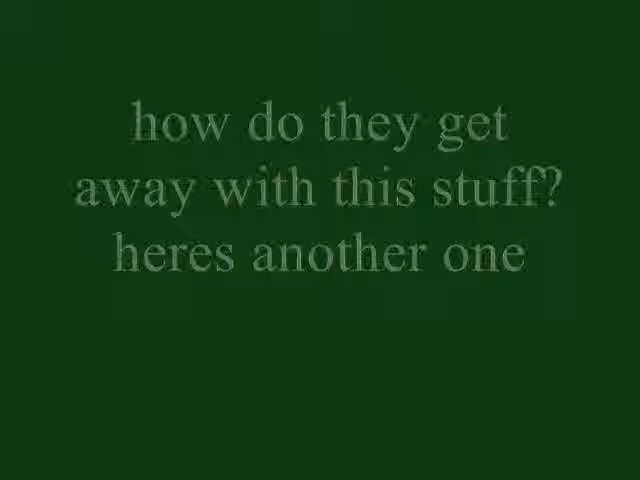 how do they get
away with this stuff?
heres another one